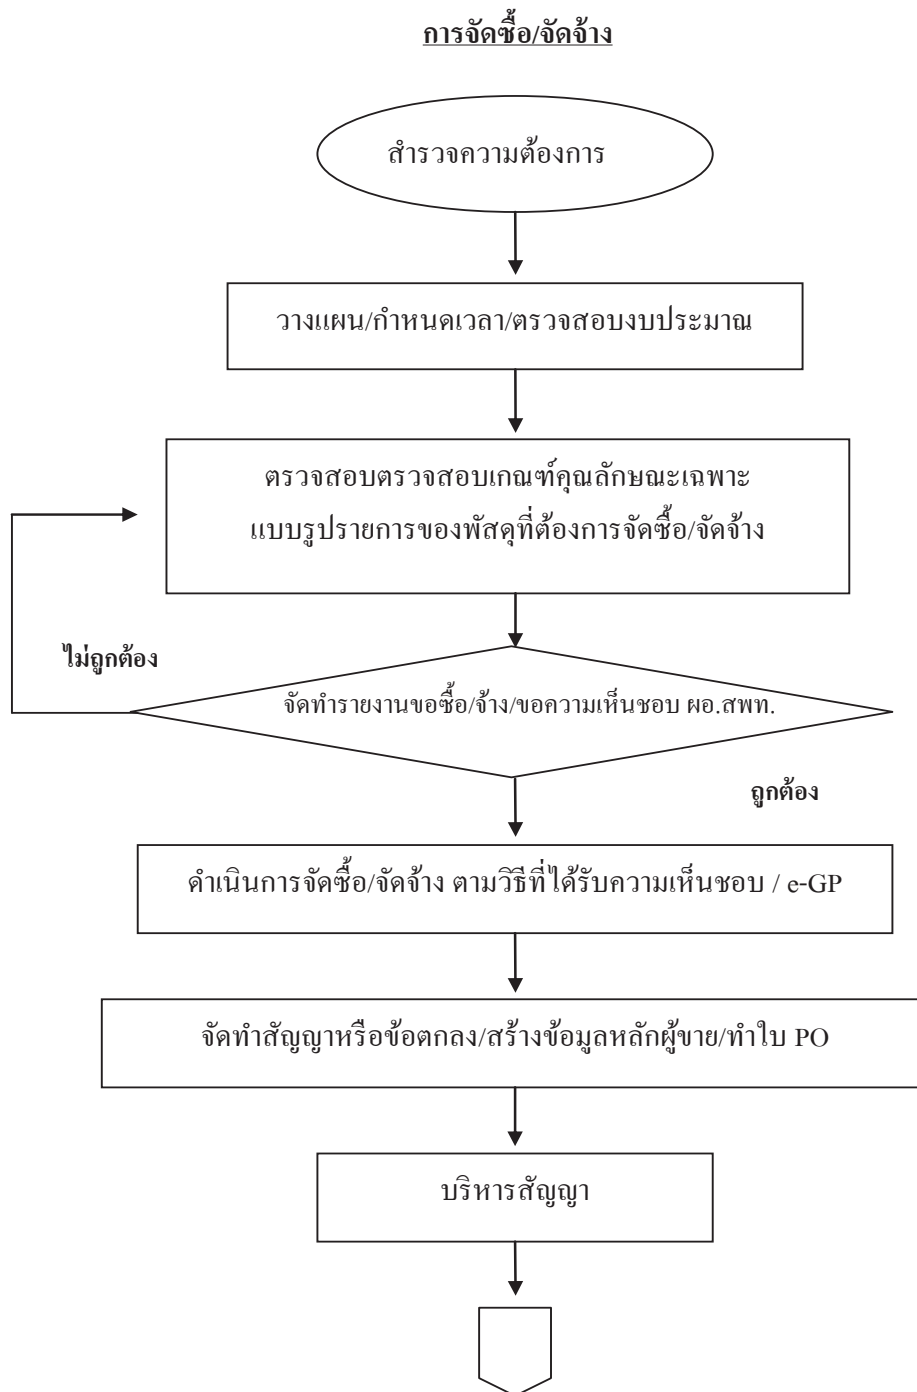 การจัดซื้อ/จัดจ้าง
สำรวจความต้องการ
วางแผน/กำหนดเวลา/ตรวจสอบงบประมาณ
ตรวจสอบตรวจสอบเกณฑ์คุณลักษณะเฉพาะ
แบบรูปรายการของพัสดุที่ต้องการจัดซื้อ/จัดจ้าง
ไม่ถูกต้อง
จัดทำรายงานขอซื้อ/จ้าง/ขอความเห็นชอบ ผอ.สพท.
ถูกต้อง
ดำเนินการจัดซื้อ/จัดจ้าง ตามวิธีที่ได้รับความเห็นชอบ / e-GP
จัดทำสัญญาหรือข้อตกลง/สร้างข้อมูลหลักผู้ขาย/ทำใบ PO
บริหารสัญญา